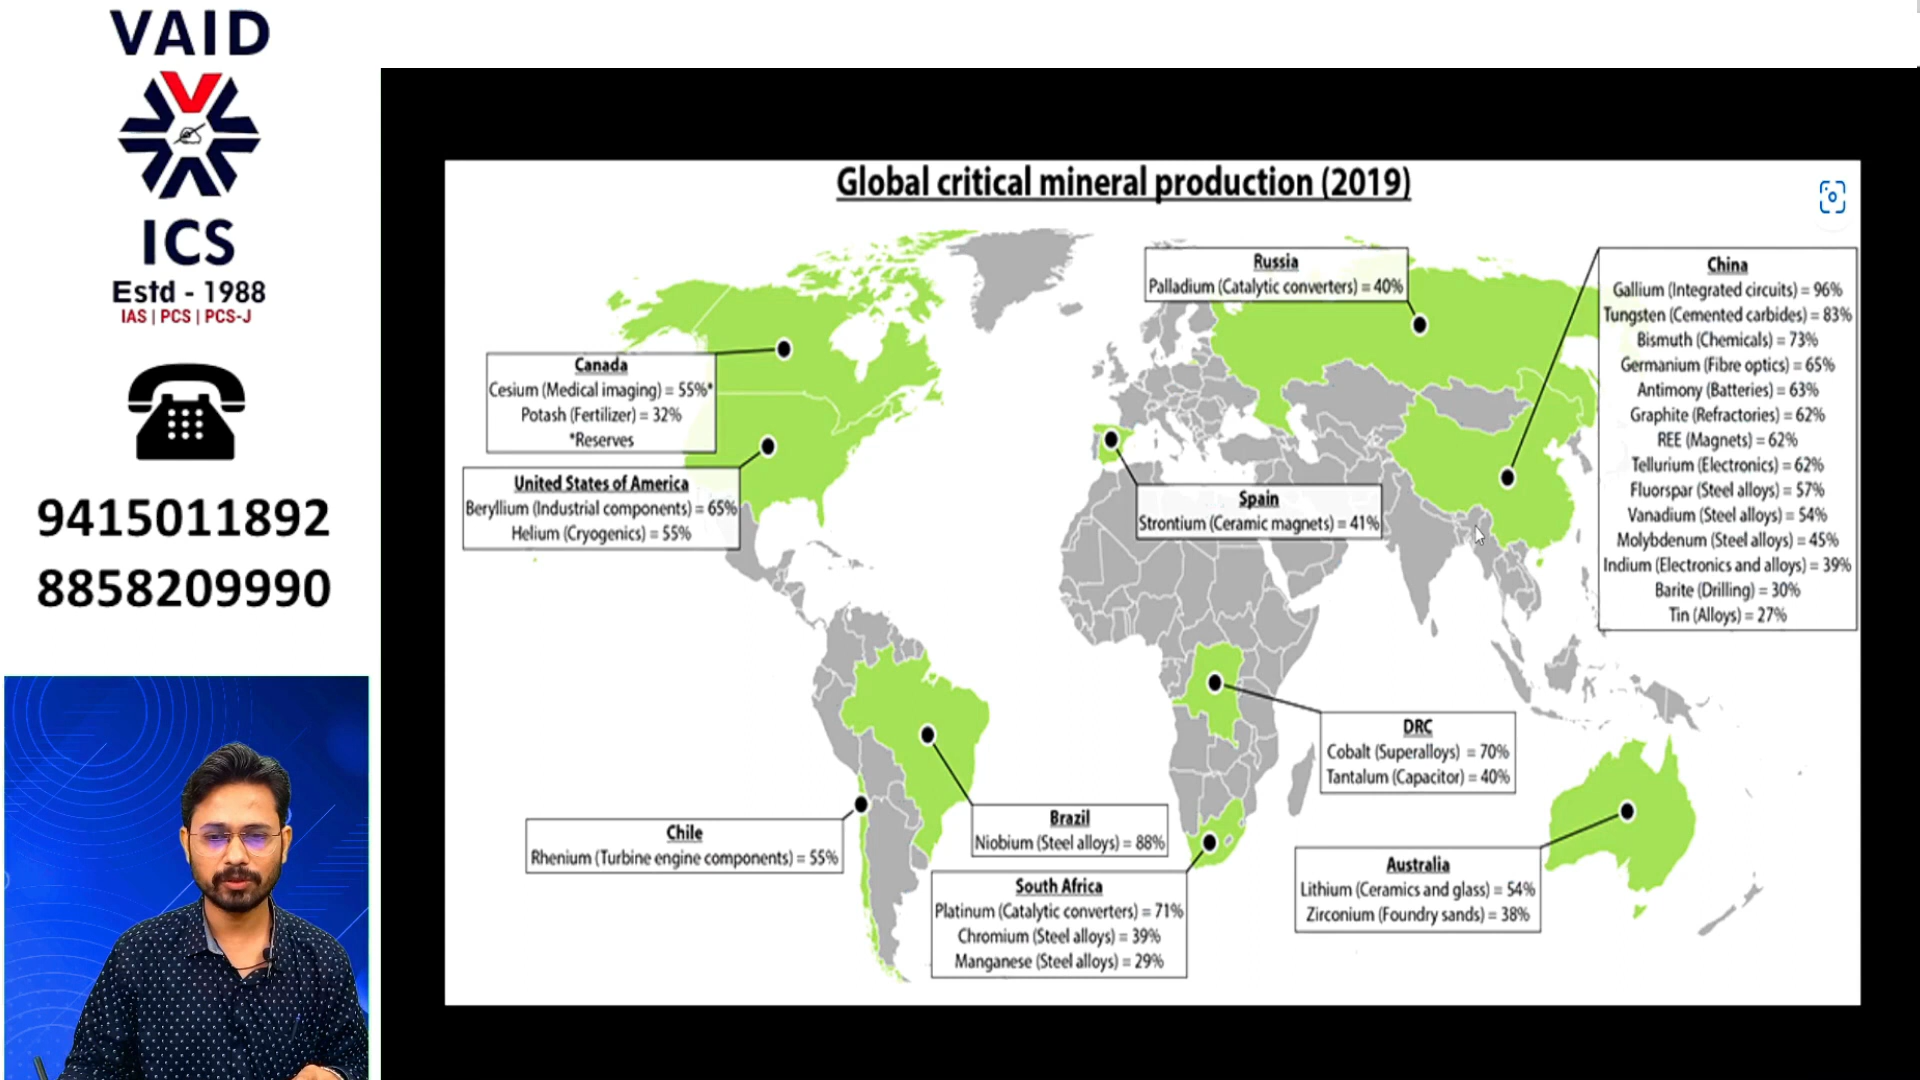 VAID
ICS
Estd - 1988
IAS | PCS | PCS-J
9415011892
8858209990
Global critical mineral production (2019)
Canada
Cesium (Medical imaging) = 55%*
Potash (Fertilizer) = 32%
*Reserves
United States of America
Beryllium (Industrial components) = 65%
Helium (Cryogenics) = 55%
Russia
Palladium (Catalytic converters) = 40%
Spain
Strontium (Ceramic magnets) = 41%
China
Gallium (Integrated circuits) = 96%
Tungsten (Cemented carbides) = 83%
Bismuth (Chemicals) = 73%
Germanium (Fibre optics) = 65%
Antimony (Batteries) = 63%
Graphite (Refractories) = 62%
REE (Magnets) = 62%
Tellurium (Electronics) = 62%
Fluorspar (Steel alloys) = 57%
Vanadium (Steel alloys) = 54%
Molybdenum (Steel alloys) = 45%
Indium (Electronics and alloys) = 39%
Barite (Drilling) = 30%
Tin (Alloys) = 27%
DRC
Cobalt (Superalloys) = 70%
Tantalum (Capacitor) = 40%
Chile
Rhenium (Turbine engine components) = 55%
Brazil
Niobium (Steel alloys) = 88%
South Africa
Platinum (Catalytic converters) = 71%
Chromium (Steel alloys) = 39%
Manganese (Steel alloys) = 29%
Australia
Lithium (Ceramics and glass) = 54%
Zirconium (Foundry sands) = 38%